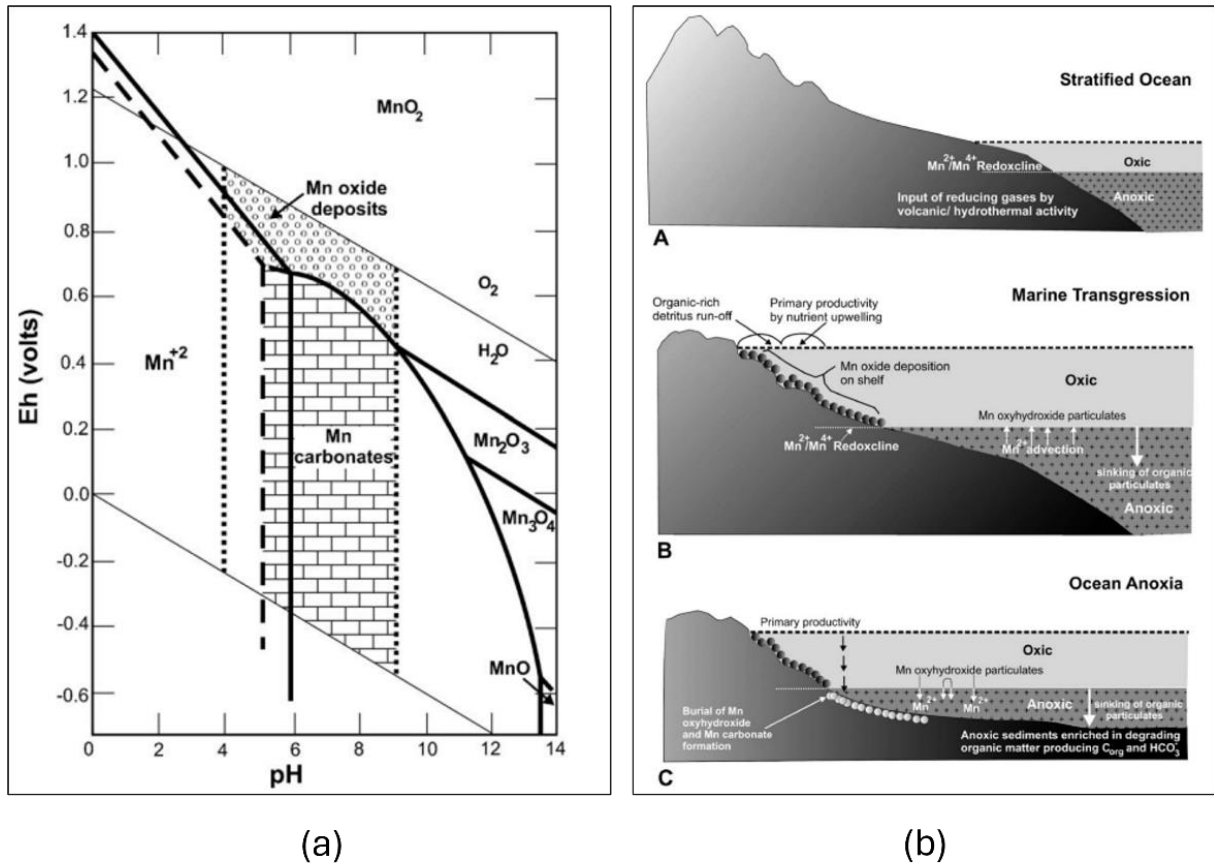 1.4
1.2
1.0
0.8
0.6
0.4
0.2
0.0
-0.2
-0.4
-0.6
Eh (volts)
0
2
4
6
8
10
12
14
pH
MnO2
Mn oxide
deposits
O2
H2O
Mn+2
Mn
carbonates
Mn2O3
Mn3O4
MnO
(a)
Stratified Ocean
Mn2+/Mn4+ Redoxcline
Oxic
Input of reducing gases by
volcanic/ hydrothermal activity
Anoxic
A
Marine Transgression
Organic-rich
detritus run-off
Primary productivity
by nutrient upwelling
Mn oxide deposition
on shelf
Oxic
Mn oxyhydroxide particulates
Mn2+/Mn4+ Redoxcline
Mn2+ advection
sinking of organic
particulates
Anoxic
B
Ocean Anoxia
Primary productivity
Oxic
Mn oxyhydroxide particulates
Mn2+
Mn2+
Anoxic
sinking of organic
particulates
Burial of Mn
oxyhydroxide
and Mn carbonate
formation
Anoxic sediments enriched in degrading
organic matter producing Corg and HCO3-
C
(b)